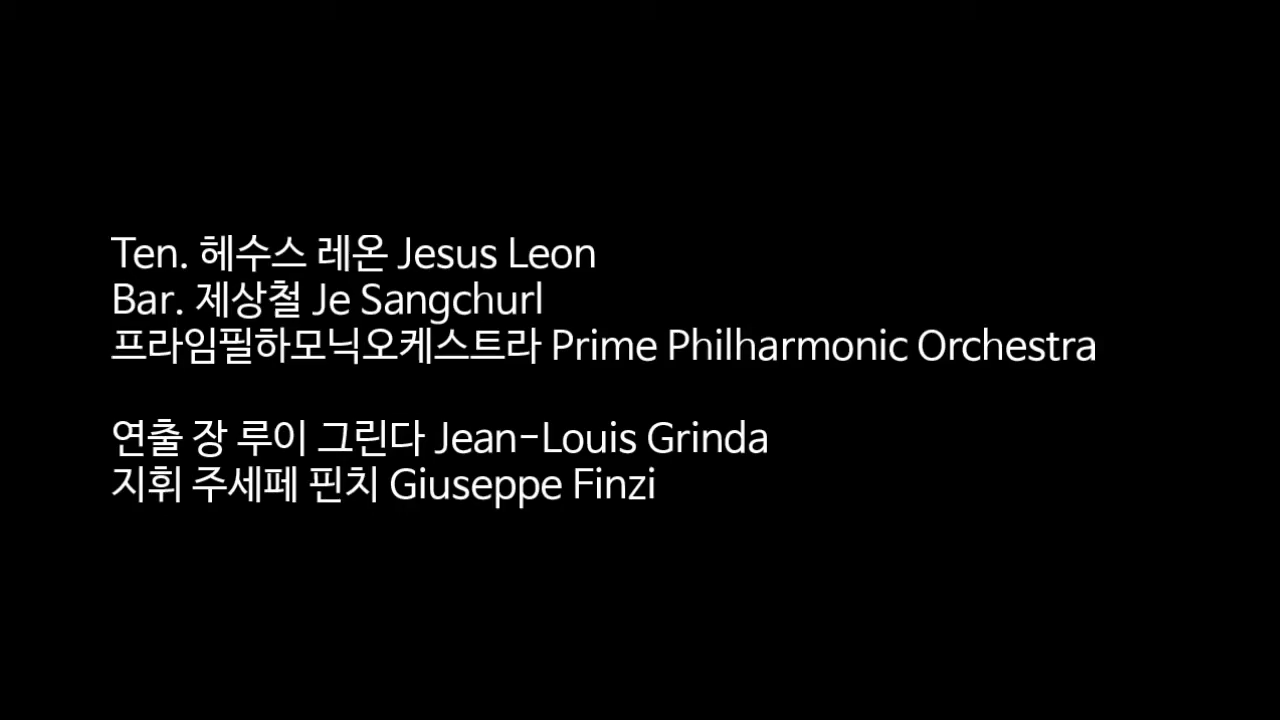 Ten. 헤수스 레온 Jesus Leon
Bar. 제상철 Je Sangchurl
프라임필하모닉오케스트라 Prime Philharmonic Orchestra
연출 장 루이 그린다 Jean-Louis Grinda
지휘 주세페 핀치 Giuseppe Finzi